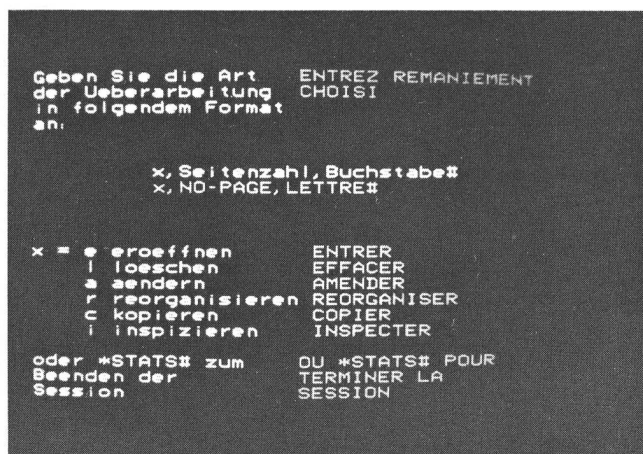 Geben Sie die Art ENTREZ REMANIEMENT
der Ueberarbeitung CHOISI
in folgendem Format
an:
x,Seitenzahl,Buchstabe#
x,NO-PAGE,LETTRE#
x = e eroeffnen ENTRER
l loeschen EFFACER
a aendern AMENDER
r reorganisieren REORGANISER
c kopieren COPIER
i inspizieren INSPECTER
oder *STATS# zum OU *STATS# POUR
Beenden der TERMINER LA
Session SESSION